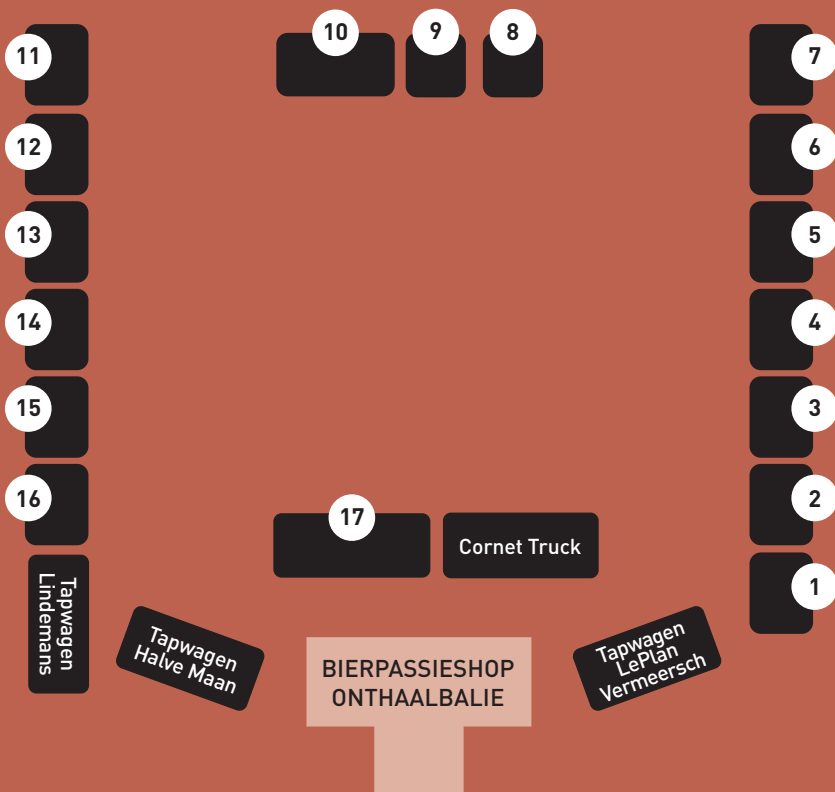 10
9
8
11
7
12
6
13
5
14
4
15
3
16
2
17
Cornet Truck
1
Tapwagen
Lindemans
Tapwagen
Halve Maan
Tapwagen
LePlan
Vermeersch
BIERPASSIESHOP
ONTHAALBALIE